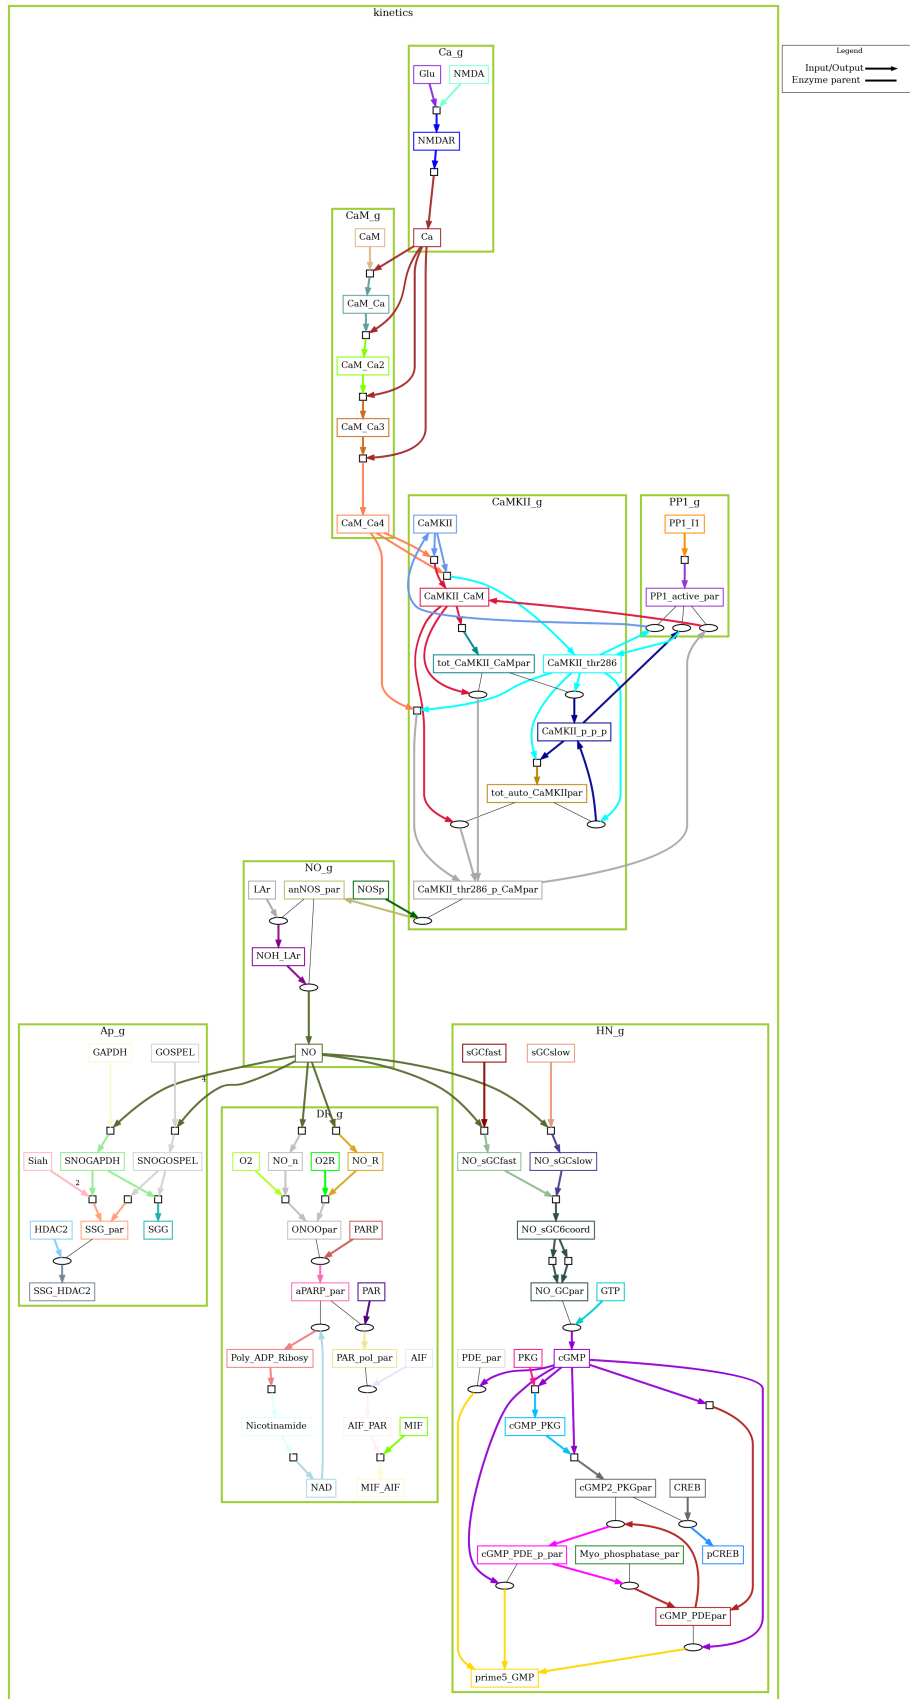 kinetics
Legend
Input/Output
Enzyme parent
Ca_g
Glu
NMDA
NMDAR
Ca
CaM_g
CaM
CaM_Ca
CaM_Ca2
CaM_Ca3
CaM_Ca4
CaMKII_g
CaMKII
CaMKII_CaM
tot_CaMKII_CaMpar
CaMKII_thr286
CaMKII_p_p_p
tot_auto_CaMKIIpar
CaMKII_thr286_p_CaMpar
PP1_g
PP1_l1
PP1_active_par
NO_g
LAr
anNOS_par
NOSp
NOH_LAr
NO
Ap_g
GAPDH
GOSPEL
4
Siah
SNOGAPDH
SNOGOSPEL
2
HDAC2
SSG_par
SGG
SSG_HDAC2
DR_g
O2
NO_n
O2R
NO_R
ONOOpar
PARP
aPARP_par
PAR
Poly_ADP_Ribosy
PAR_pol_par
AIF
Nicotinamide
AIF_PAR
MIF
NAD
MIF_AIF
HN_g
sGCfast
sGCslow
NO_sGCfast
NO_sGCslow
NO_sGC6coord
NO_GCpar
GTP
PDE_par
PKG
cGMP
cGMP_PKG
cGMP2_PKGpar
CREB
cGMP_PDE_p_par
Myo_phosphatase_par
pCREB
cGMP_PDEpar
prime5_GMP